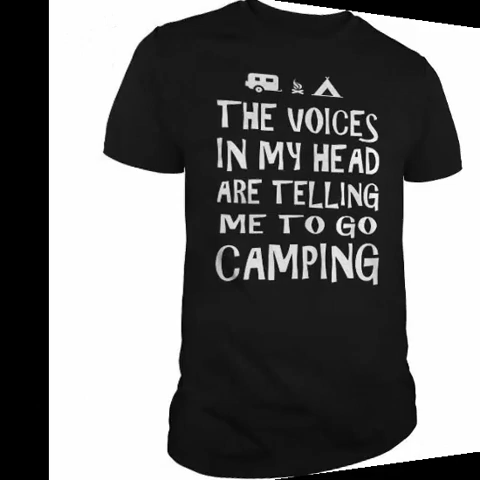 THE VOICES
IN MY HEAD
ARE TELLING
ME TO GO
CAMPING